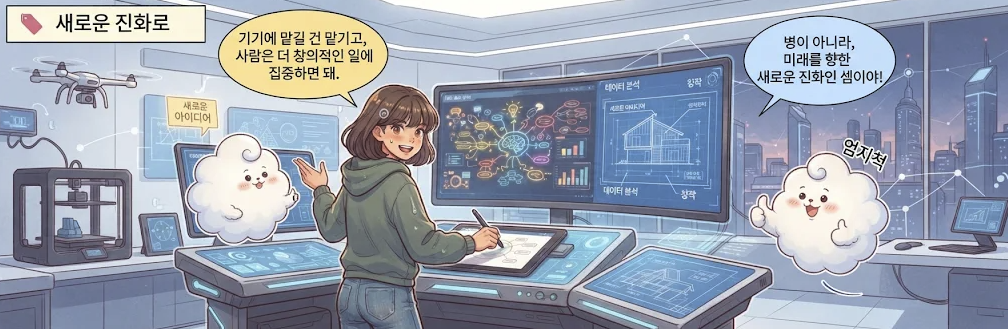 새로운 진화로
기기에 맡길 건 맡기고,
사람은 더 창의적인 일에
집중하면 돼.
병이 아니라,
미래를 향한
새로운 진화인 셈이야!
새로운
아이디어
데이터 분석
창작
데이터 분석
창작
엄지척